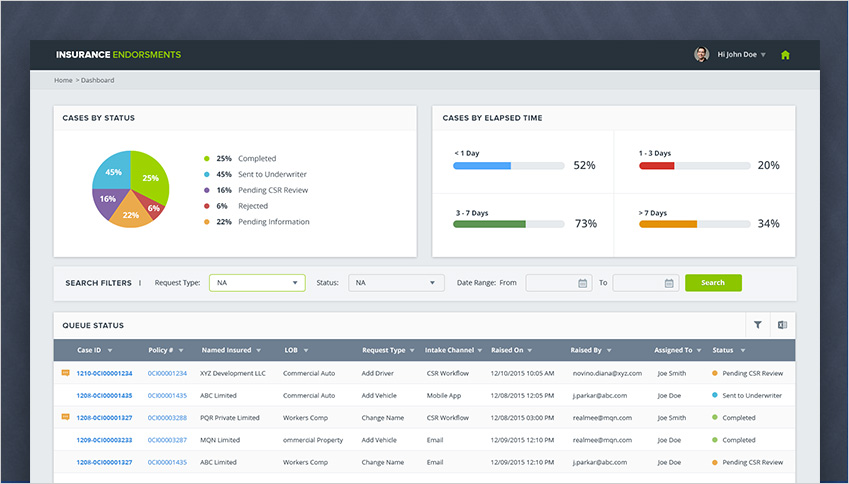 INSURANCE ENDORSMENTS
Hi John Doe
Home > Dashboard
CASES BY STATUS
45%
25%
16%
6%
22%
25% Completed
45% Sent to Underwriter
16% Pending CSR Review
6% Rejected
22% Pending Information
CASES BY ELAPSED TIME
< 1 Day
52%
1 - 3 Days
20%
3 - 7 Days
73%
> 7 Days
34%
SEARCH FILTERS | Request Type: NA Status: NA Date Range: From To Search
QUEUE STATUS
Case ID Policy # Named Insured LOB Request Type Intake Channel Raised On Raised By Assigned To Status
1210-0CI00001234 0CI00001234 XYZ Development LLC Commercial Auto Add Driver CSR Workflow 12/10/2015 10:05 AM novino.diana@xyz.com Joe Smith Pending CSR Review
1208-0CI00001435 0CI00001435 ABC Limited Commercial Auto Add Vehicle Mobile App 12/08/2015 12:05 PM j.parkar@abc.com Joe Doe Sent to Underwriter
1208-0CI00001327 0CI00003288 PQR Private Limited Workers Comp Change Name CSR Workflow 12/08/2015 03:00 PM realmee@mqn.com Joe Smith Completed
1209-0CI00003233 0CI00003287 MQN Limited ommercial Property Add Vehicle Email 12/09/2015 12:10 PM realmee@mqn.com Joe Doe Completed
1208-0CI00001327 0CI00001435 ABC Limited Workers Comp Change Name Email 12/09/2015 12:10 PM j.parkar@abc.com Joe Doe Pending CSR Review